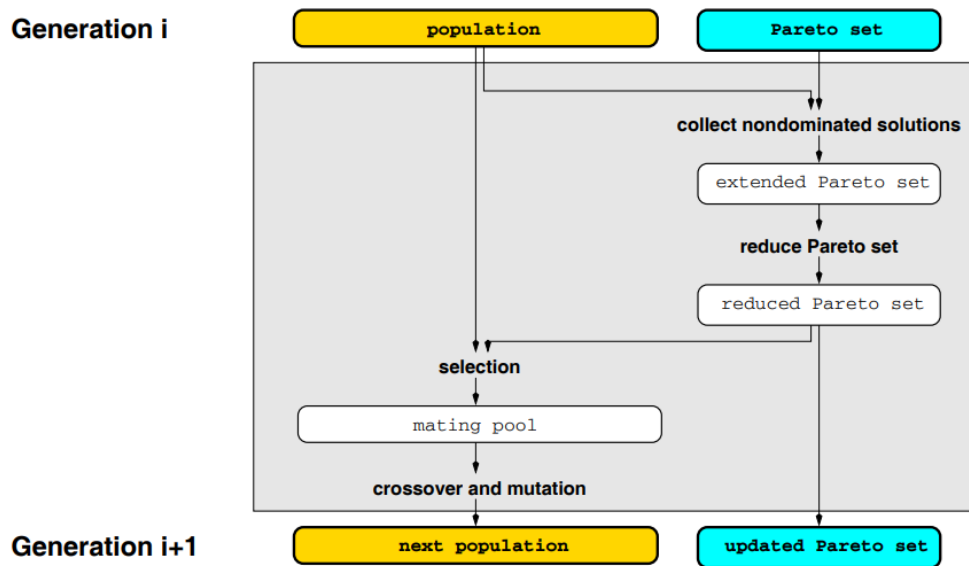 Generation i
population
Pareto set
collect nondominated solutions
extended Pareto set
reduce Pareto set
reduced Pareto set
selection
mating pool
crossover and mutation
Generation i+1
next population
updated Pareto set